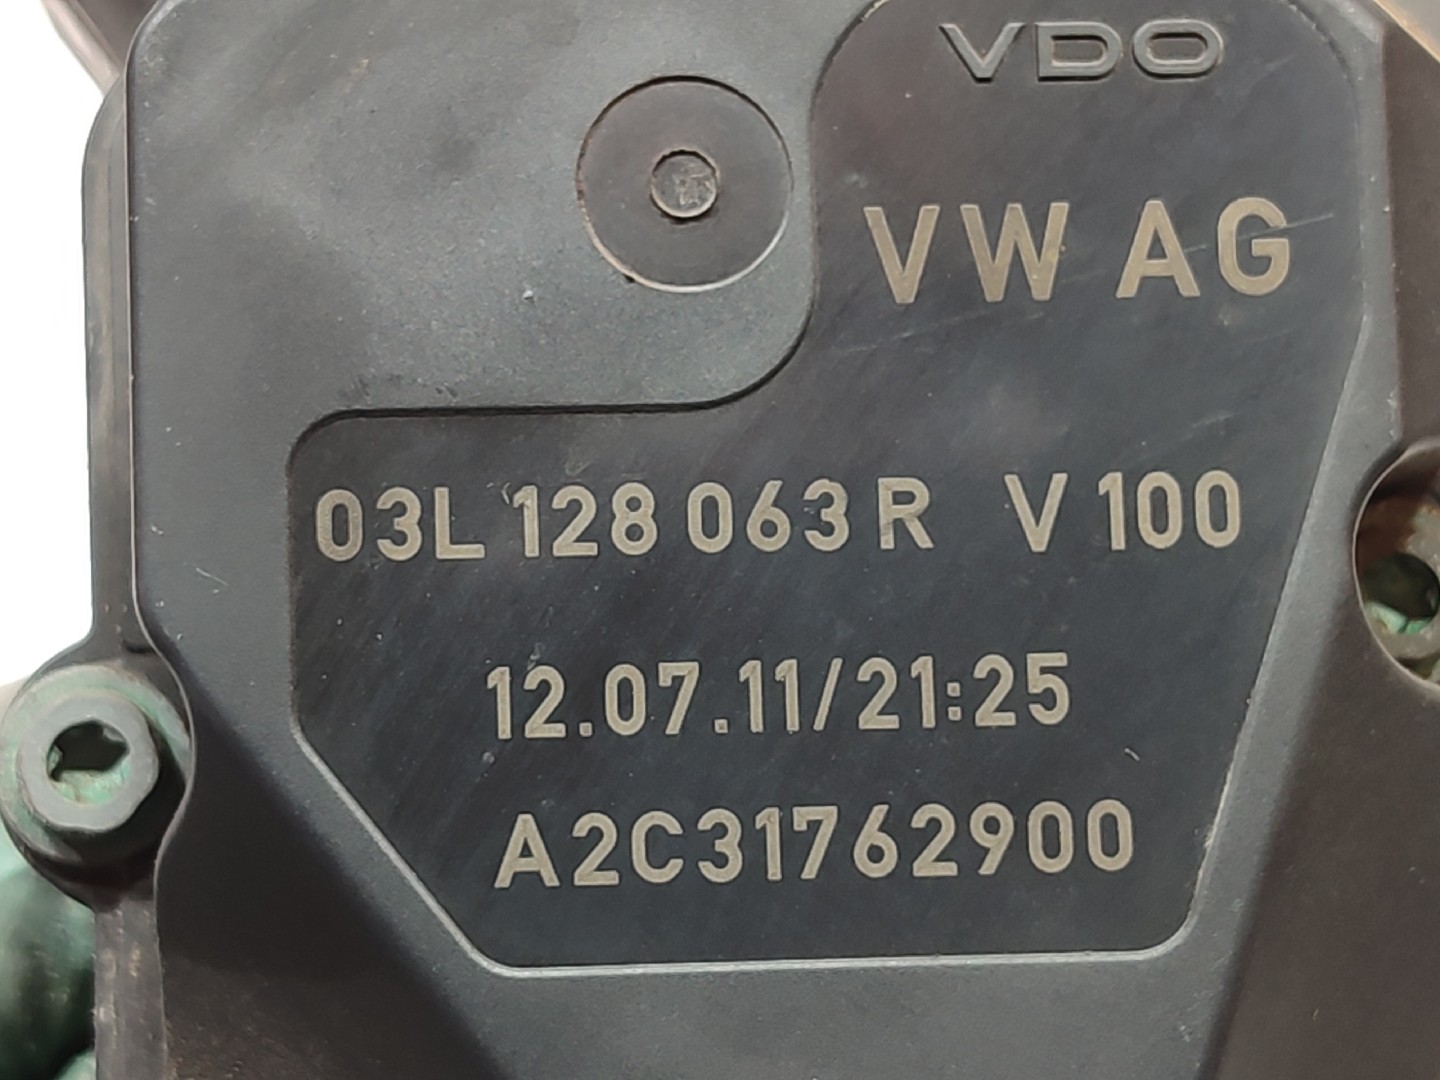 VDO
VW AG
03L 128 063 R V 100
12.07.11/21:25
A2C31762900